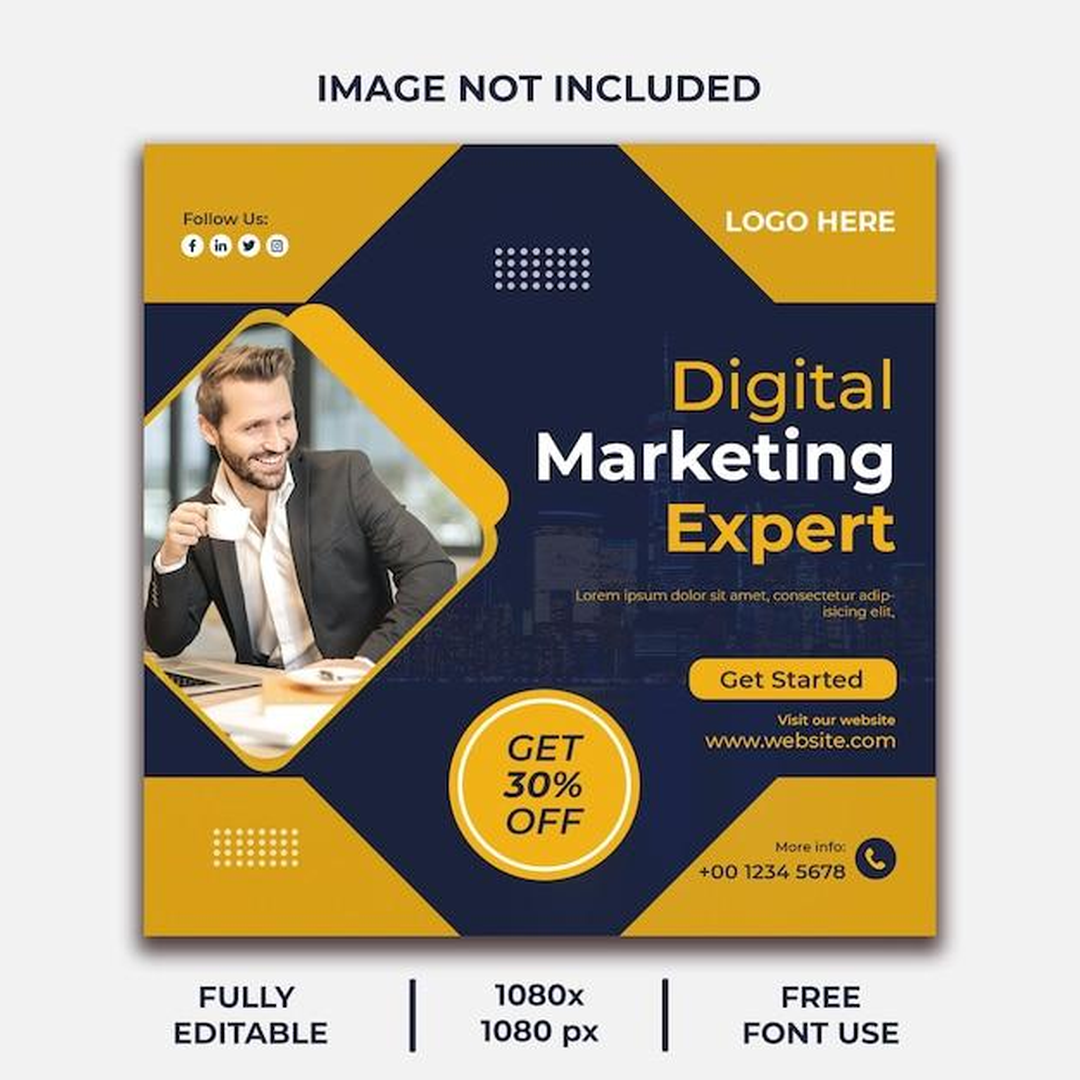 IMAGE NOT INCLUDED
Follow Us:
LOGO HERE
Digital
Marketing
Expert
Lorem ipsum dolor sit amet, consectetur adip-
isicing elit,
Get Started
Visit our website
www.website.com
GET
30%
OFF
More info:
+00 1234 5678
FULLY
EDITABLE
1080x
1080 px
FREE
FONT USE